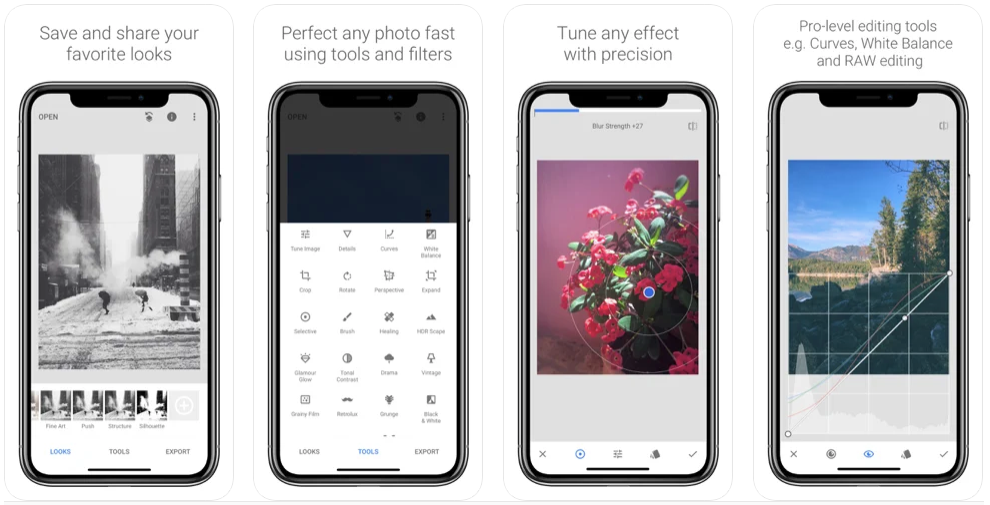 Save and share your
favorite looks
OPEN
Fine Art Push Structure Silhouette
LOOKS TOOLS EXPORT
Perfect any photo fast
using tools and filters
OPEN
Tune Image Details Curves White
Balance
Crop Rotate Perspective Expand
Selective Brush Healing HDR Scape
Glamour Tonal Drama Vintage
Glow Contrast
Grainy Film Retrolux Grunge Black
& White
LOOKS TOOLS EXPORT
Tune any effect
with precision
Blur Strength +27
Pro-level editing tools
e.g. Curves, White Balance
and RAW editing